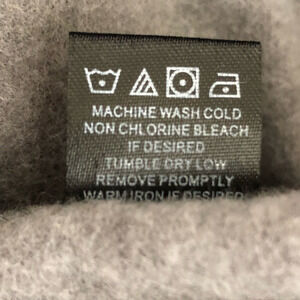 MACHINE WASH COLD
NON CHLORINE BLEACH
IF DESIRED
TUMBLE DRY LOW
REMOVE PROMPTLY
WARM IRON IF DESIRED